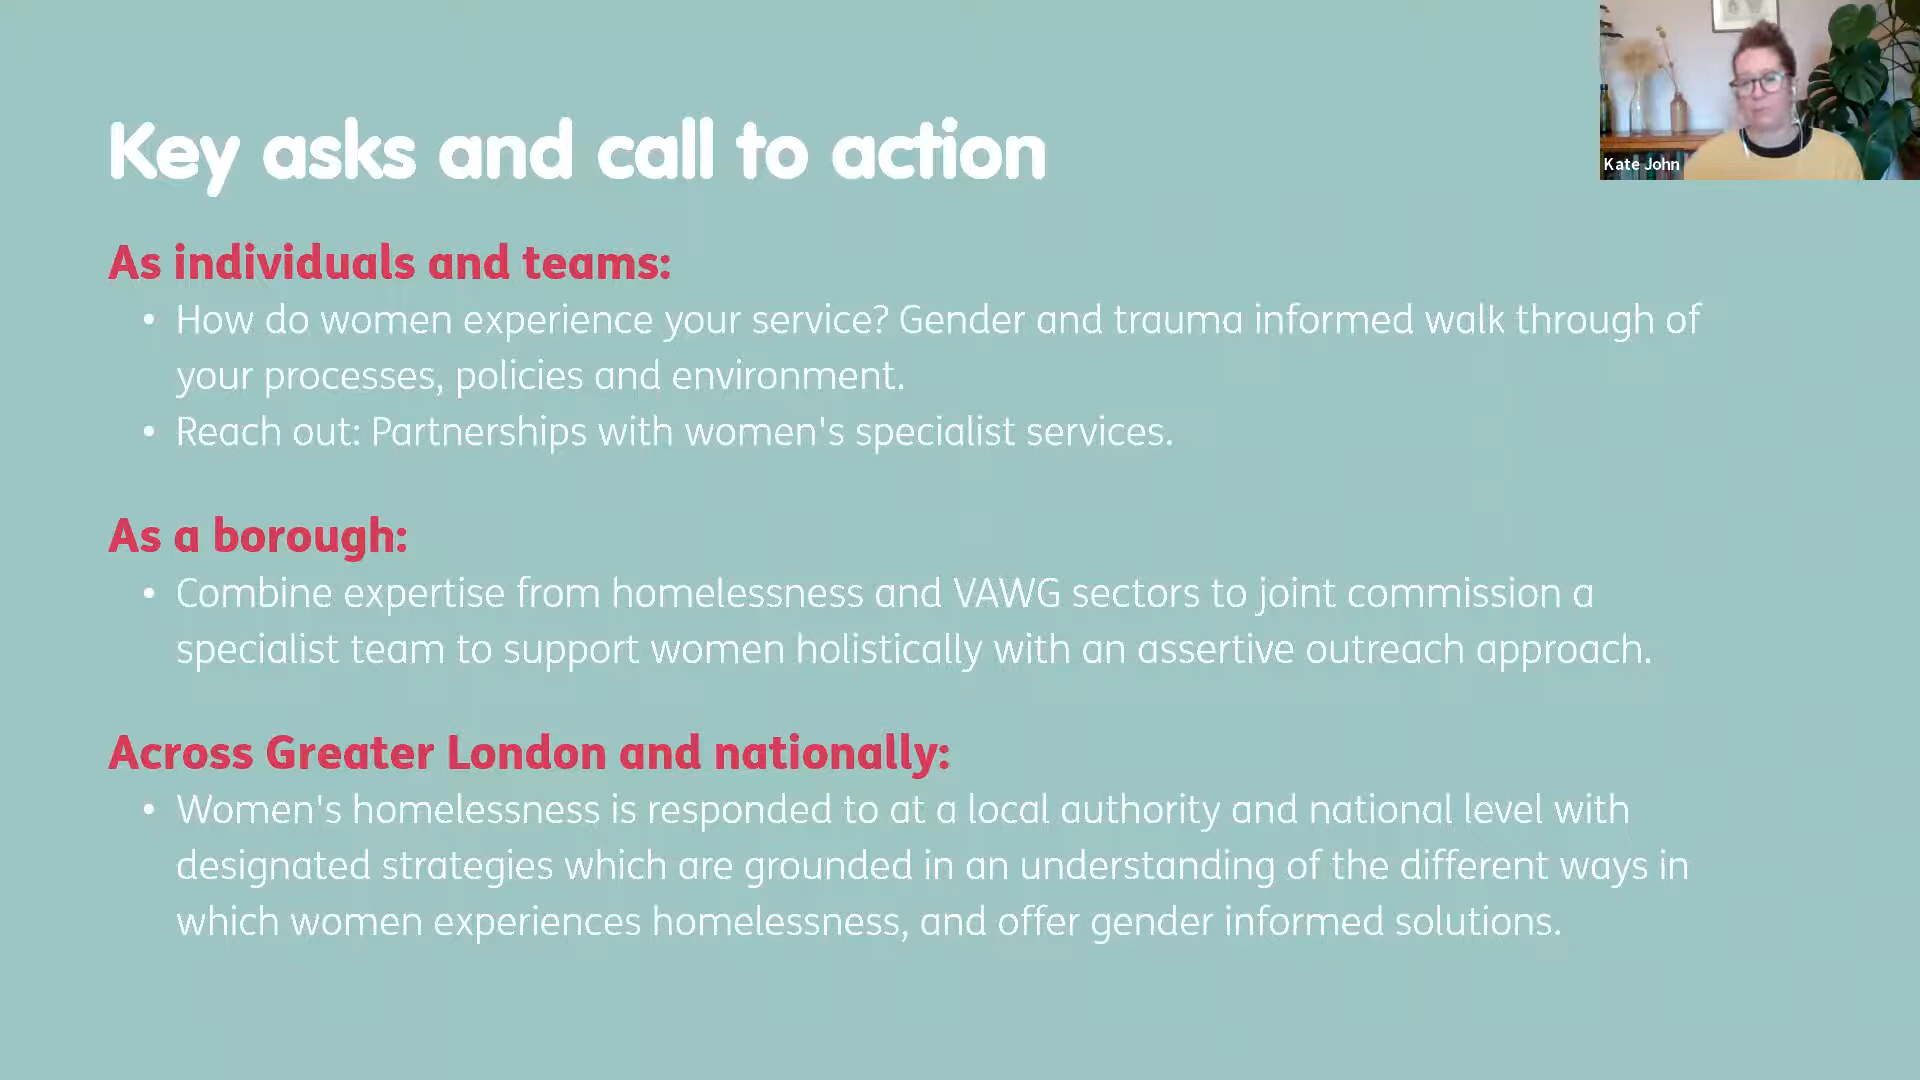 Key asks and call to action
Kate John
As individuals and teams:
• How do women experience your service? Gender and trauma informed walk through of
your processes, policies and environment.
• Reach out: Partnerships with women's specialist services.
As a borough:
• Combine expertise from homelessness and VAWG sectors to joint commission a
specialist team to support women holistically with an assertive outreach approach.
Across Greater London and nationally:
• Women's homelessness is responded to at a local authority and national level with
designated strategies which are grounded in an understanding of the different ways in
which women experiences homelessness, and offer gender informed solutions.